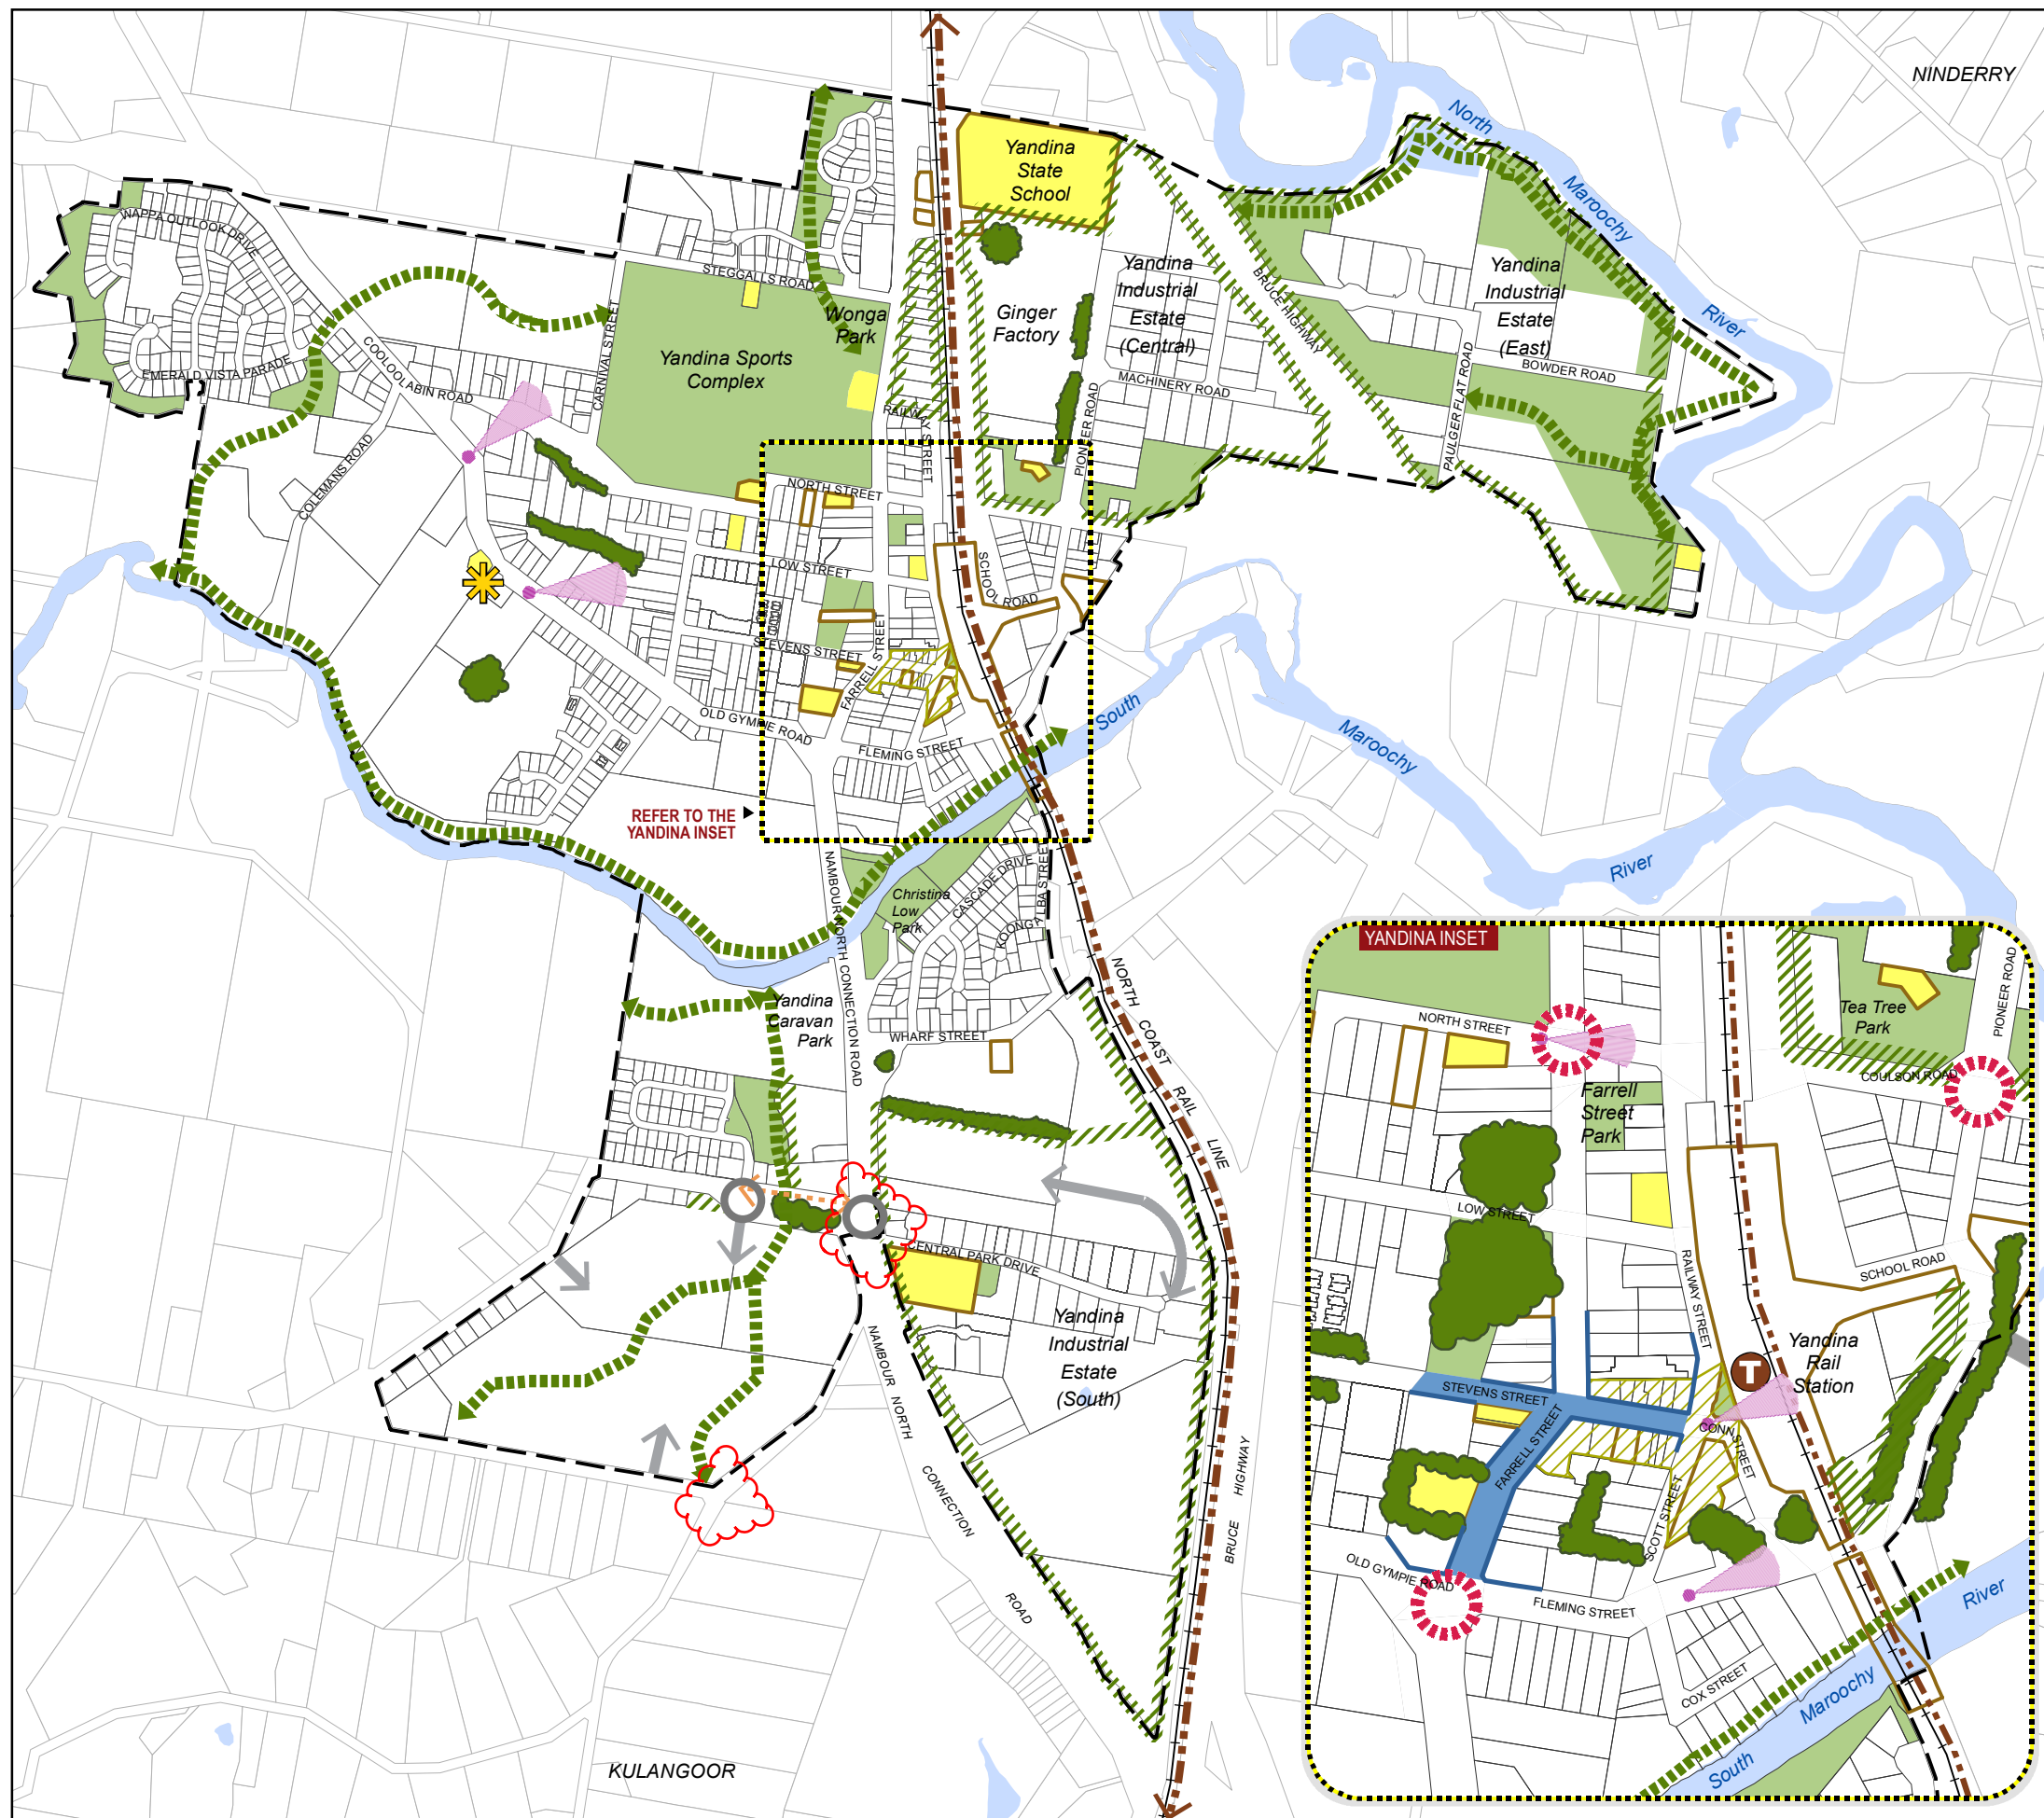 NINDERRY
North
Maroochy
River
Yandina
State
School
WAPPA OUTLOOK DRIVE
STEGGALLS ROAD
Wonga
Park
Yandina Sports
Complex
Ginger
Factory
Yandina
Industrial
Estate
(Central)
BRUCE HIGHWAY
Yandina
Industrial
Estate
(East)
BOWDER ROAD
PAULGER FLAT ROAD
MACHINERY ROAD
PIONEER ROAD
EMERALD VISTA PARADE
COOLOOLABIN ROAD
CARNIVAL STREET
COLEMANS ROAD
RAILWAY STREET
NORTH STREET
LOW STREET
SCHOOL ROAD
STEVENS STREET
FARRELL STREET
OLD GYMPIE ROAD
FLEMING STREET
South
Maroochy
River
REFER TO THE
YANDINA INSET
NAMBOUR NORTH CONNECTION ROAD
Christina
Low
Park
CASCADE DRIVE
KOONGALBA STREET
Yandina
Caravan
Park
WHARF STREET
NORTH COAST RAIL LINE
CENTRAL PARK DRIVE
Yandina
Industrial
Estate
(South)
NAMBOUR NORTH CONNECTION ROAD
BRUCE HIGHWAY
KULANGOOR
YANDINA INSET
NORTH STREET
Tea Tree
Park
PIONEER ROAD
COULSON ROAD
Farrell
Street
Park
LOW STREET
RAILWAY STREET
SCHOOL ROAD
Yandina
Rail
Station
T
STEVENS STREET
FARRELL STREET
CONN STREET
SCOTT STREET
OLD GYMPIE ROAD
FLEMING STREET
COX STREET
South
Maroochy
River